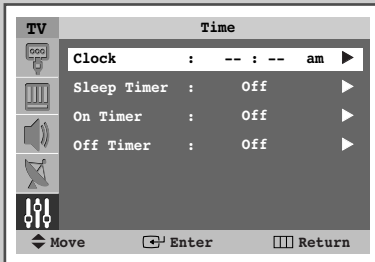 TV Time
Clock : -- : -- am ▶
Sleep Timer : Off ▶
On Timer : Off ▶
Off Timer : Off ▶
Move Enter Return